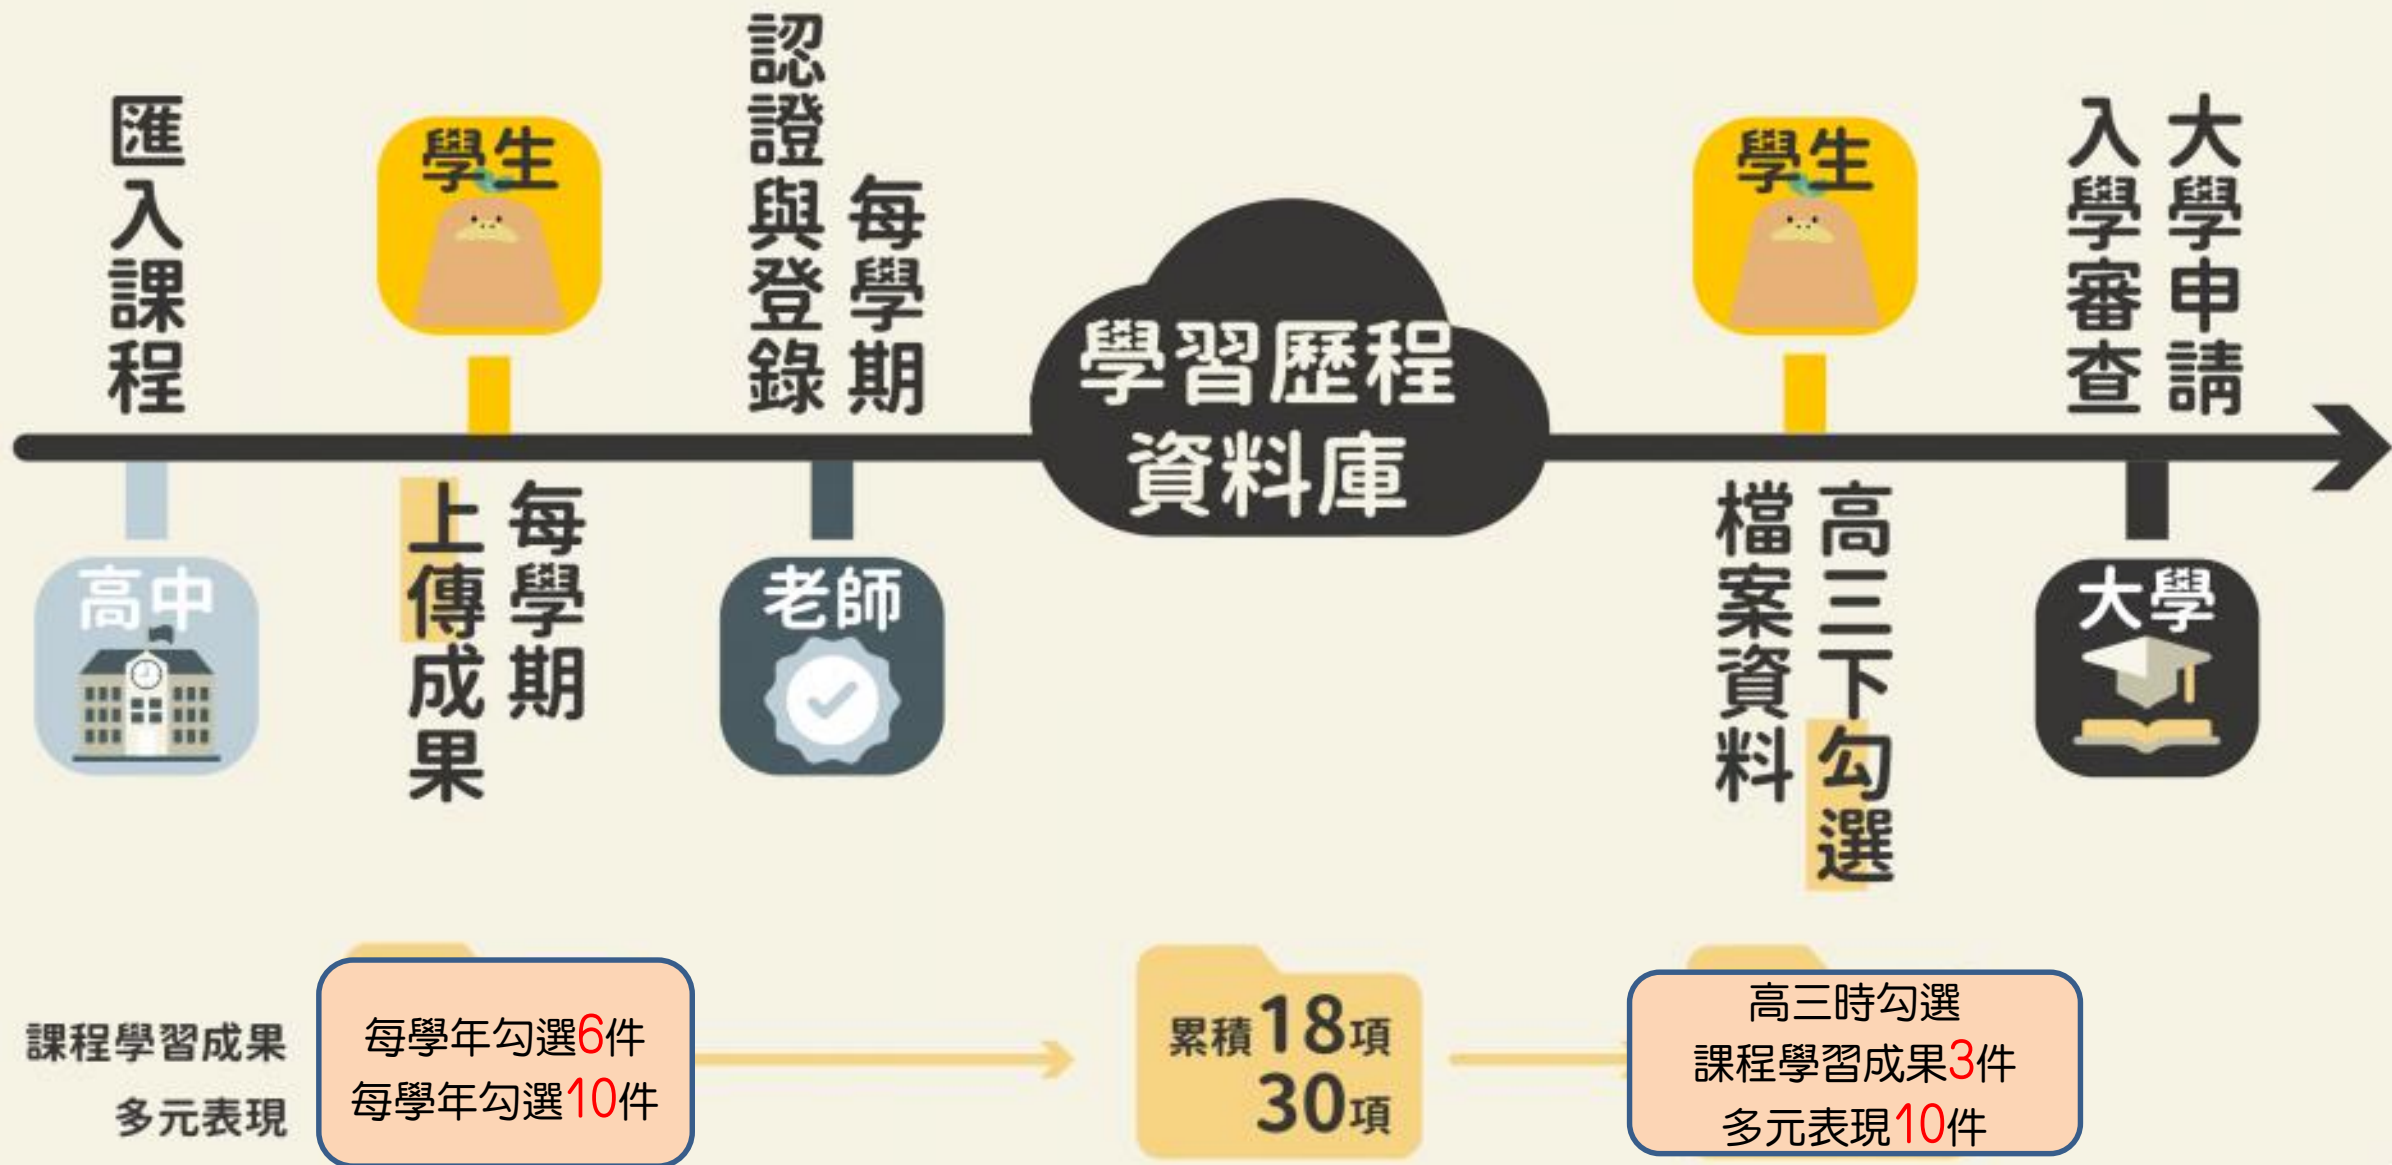 匯入課程
高中
學生
每學期
上傳成果
每學期
認證與登錄
老師
學習歷程
資料庫
學生
高三下勾選
檔案資料
大學申請
入學審查
大學
課程學習成果
多元表現
每學年勾選6件
每學年勾選10件
累積18項
30項
高三時勾選
課程學習成果3件
多元表現10件